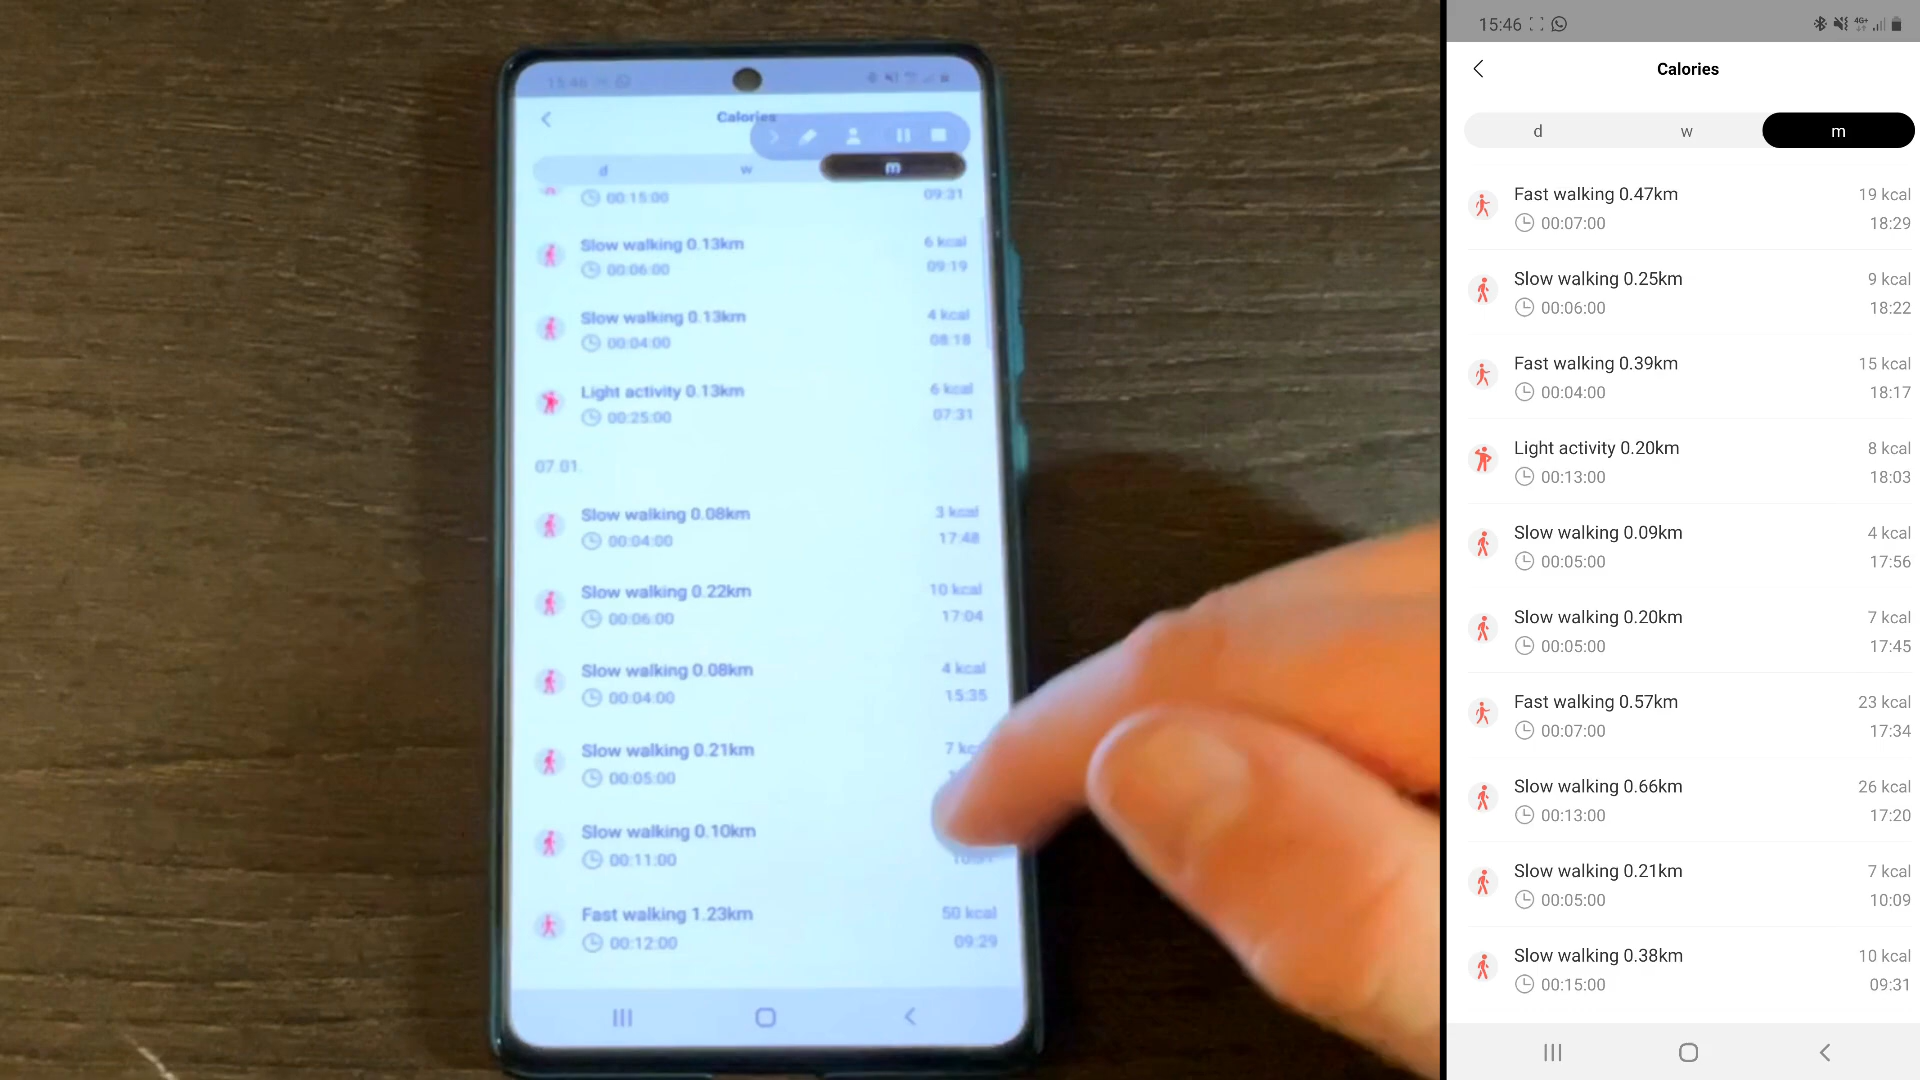 15:46
Calories
d w m
00:15:00 09:31
Slow walking 0.13km 6 kcal
00:06:00 09:19
Slow walking 0.13km 4 kcal
00:04:00 08:18
Light activity 0.13km 6 kcal
00:25:00 07:31
07.01.
Slow walking 0.08km 3 kcal
00:04:00 17:48
Slow walking 0.22km 10 kcal
00:06:00 17:04
Slow walking 0.08km 4 kcal
00:04:00 15:35
Slow walking 0.21km 7
00:05:00
Slow walking 0.10km
00:11:00
Fast walking 1.23km 50 kcal
00:12:00 09:29
15:46 4G+
Calories
d w m
Fast walking 0.47km 19 kcal
00:07:00 18:29
Slow walking 0.25km 9 kcal
00:06:00 18:22
Fast walking 0.39km 15 kcal
00:04:00 18:17
Light activity 0.20km 8 kcal
00:13:00 18:03
Slow walking 0.09km 4 kcal
00:05:00 17:56
Slow walking 0.20km 7 kcal
00:05:00 17:45
Fast walking 0.57km 23 kcal
00:07:00 17:34
Slow walking 0.66km 26 kcal
00:13:00 17:20
Slow walking 0.21km 7 kcal
00:05:00 10:09
Slow walking 0.38km 10 kcal
00:15:00 09:31